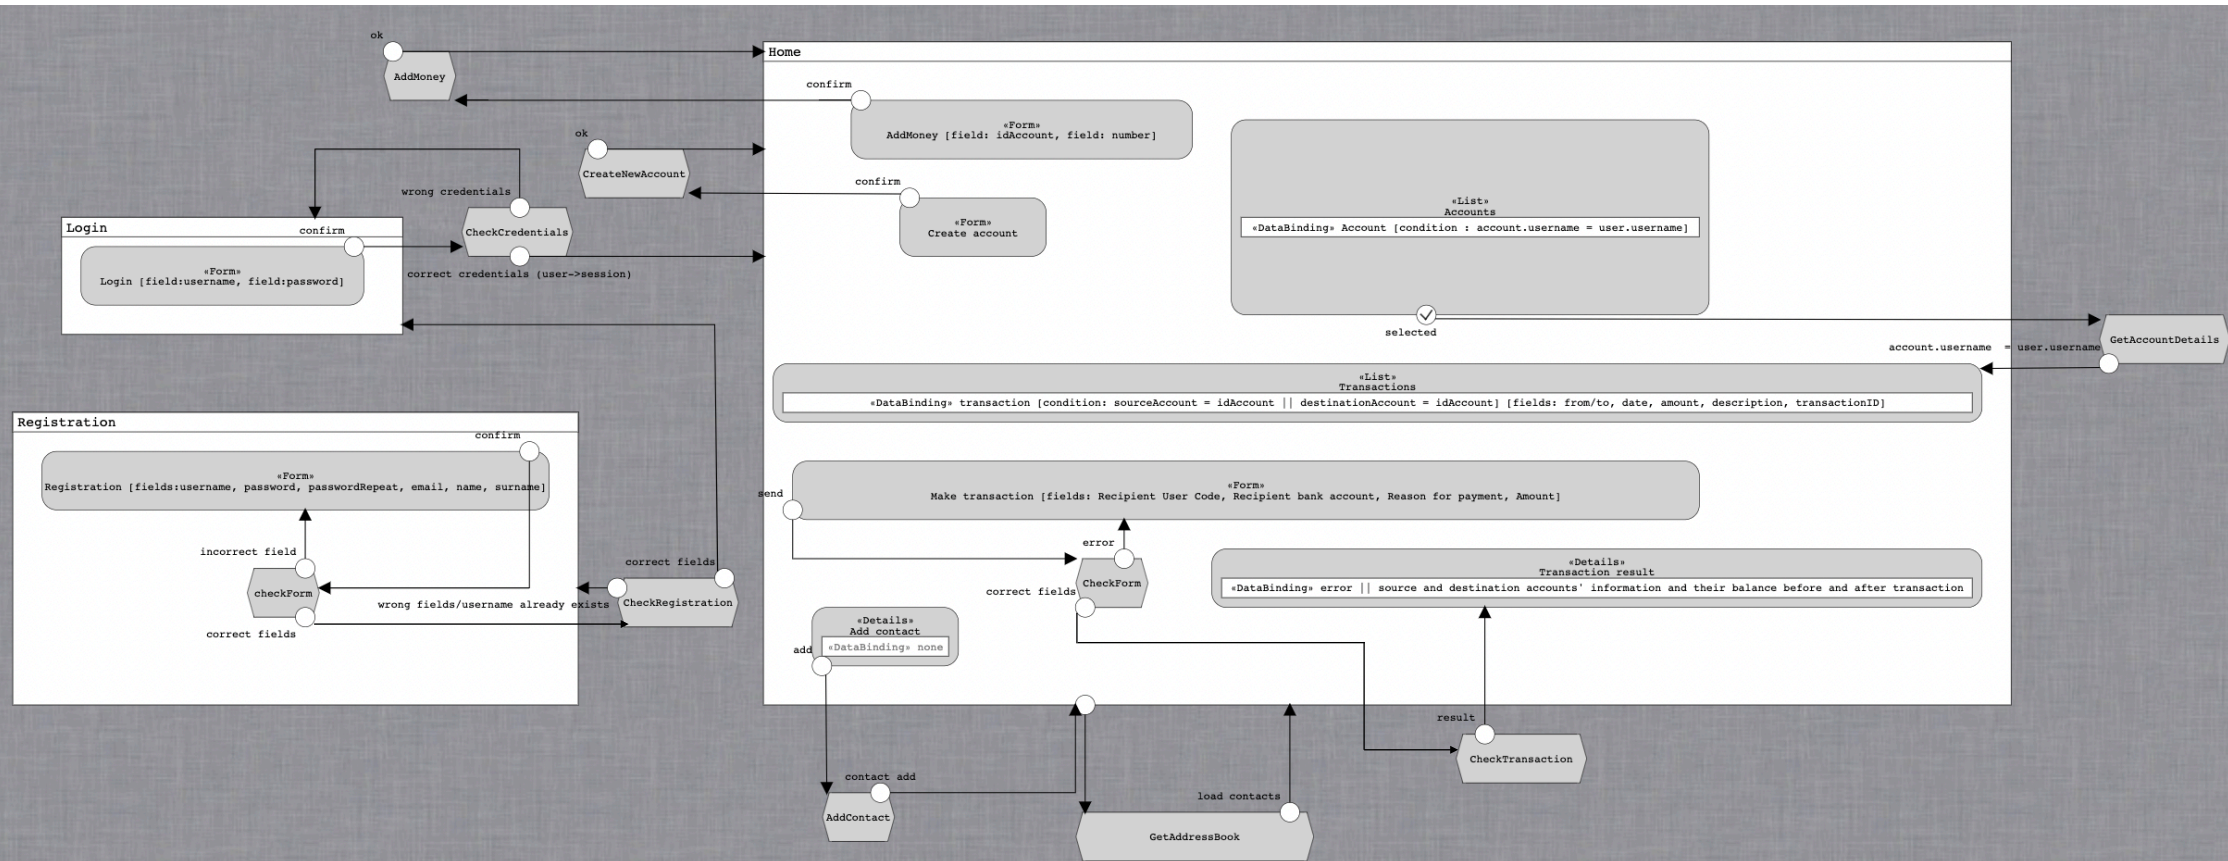 ok
AddMoney
Home
confirm
«Form»
AddMoney [field: idAccount, field: number]
ok
CreateNewAccount
confirm
«Form»
Create account
«List»
Accounts
«DataBinding» Account [condition : account.username = user.username]
selected
wrong credentials
CheckCredentials
correct credentials (user->session)
Login
confirm
«Form»
Login [field:username, field:password]
GetAccountDetails
account.username = user.username
«List»
Transactions
«DataBinding» transaction [condition: sourceAccount = idAccount || destinationAccount = idAccount] [fields: from/to, date, amount, description, transactionID]
Registration
confirm
«Form»
Registration [fields:username, password, passwordRepeat, email, name, surname]
incorrect field
checkForm
correct fields
wrong fields/username already exists
correct fields
CheckRegistration
send
«Form»
Make transaction [fields: Recipient User Code, Recipient bank account, Reason for payment, Amount]
error
CheckForm
correct fields
«Details»
Transaction result
«DataBinding» error || source and destination accounts' information and their balance before and after transaction
«Details»
Add contact
«DataBinding» none
add
result
CheckTransaction
contact add
AddContact
load contacts
GetAddressBook